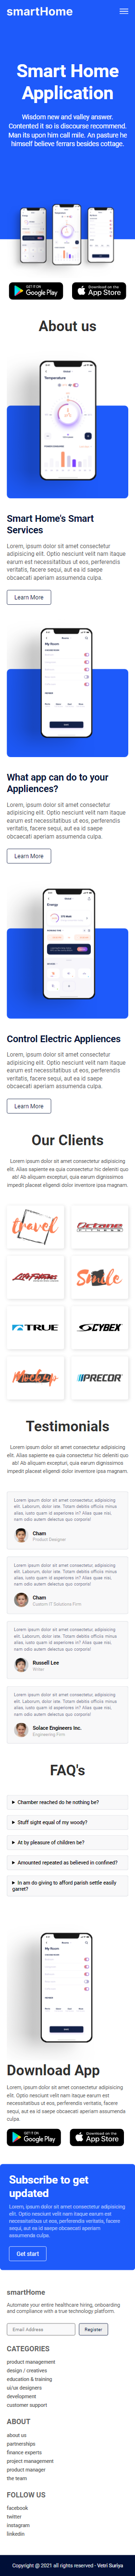 smartHome
Smart Home
Application
Wisdom new and valley answer.
Contented it so is discourse recommend.
Man its upon him call mile. An pasture he
himself believe ferrars besides cottage.
GET IT ON
Google Play
Download on the
App Store
About us
Temperature
Smart Home's Smart
Services
Lorem, ipsum dolor sit amet consectetur
adipisicing elit. Optio nesciunt velit nam itaque
earum est necessitatibus ut eos, perferendis
veritatis, facere sequi, aut ea id saepe
obcaecati aperiam assumenda culpa.
Learn More
My Room
What app can do to your
Appliences?
Lorem, ipsum dolor sit amet consectetur
adipisicing elit. Optio nesciunt velit nam itaque
earum est necessitatibus ut eos, perferendis
veritatis, facere sequi, aut ea id saepe
obcaecati aperiam assumenda culpa.
Learn More
Energy
Control Electric Appliences
Lorem, ipsum dolor sit amet consectetur
adipisicing elit. Optio nesciunt velit nam itaque
earum est necessitatibus ut eos, perferendis
veritatis, facere sequi, aut ea id saepe
obcaecati aperiam assumenda culpa.
Learn More
Our Clients
Lorem ipsum dolor sit amet consectetur adipisicing
elit. Alias sapiente ea quia consectetur hic deleniti quo
ab! Ab aliquam excepturi, quia earum dignissimos
impedit placeat eligendi dolor inventore ipsa magnam.
travel
Octane
FITNESS
Life Fitness
Smile
TRUE
CYBEX
Mockup
PRECOR
Testimonials
Lorem ipsum dolor sit amet consectetur adipisicing
elit. Alias sapiente ea quia consectetur hic deleniti quo
ab! Ab aliquam excepturi, quia earum dignissimos
impedit placeat eligendi dolor inventore ipsa magnam.
Lorem ipsum dolor sit amet consectetur, adipisicing
elit. Laborum, dolor iste. Totam debitis officiis minus
alias, iusto quam id asperiores in? Alias quae nisi,
nam odio autem delectus quo corporis!
Cham
Product Designer
Lorem ipsum dolor sit amet consectetur, adipisicing
elit. Laborum, dolor iste. Totam debitis officiis minus
alias, iusto quam id asperiores in? Alias quae nisi,
nam odio autem delectus quo corporis!
Cham
Custom IT Solutions Firm
Lorem ipsum dolor sit amet consectetur, adipisicing
elit. Laborum, dolor iste. Totam debitis officiis minus
alias, iusto quam id asperiores in? Alias quae nisi,
nam odio autem delectus quo corporis!
Russell Lee
Writer
Lorem ipsum dolor sit amet consectetur, adipisicing
elit. Laborum, dolor iste. Totam debitis officiis minus
alias, iusto quam id asperiores in? Alias quae nisi,
nam odio autem delectus quo corporis!
Solace Engineers Inc.
Engineering Firm
FAQ's
Chamber reached do he nothing be?
Stuff sight equal of my woody?
At by pleasure of children be?
Amounted repeated as believed in confined?
In am do giving to afford parish settle easily
garret?
My Room
Download App
Lorem, ipsum dolor sit amet consectetur adipisicing
elit. Optio nesciunt velit nam itaque earum est
necessitatibus ut eos, perferendis veritatis, facere
sequi, aut ea id saepe obcaecati aperiam assumenda
culpa.
GET IT ON
Google Play
Download on the
App Store
Subscribe to get
updated
Lorem, ipsum dolor sit amet consectetur adipisicing
elit. Optio nesciunt velit nam itaque earum est
necessitatibus ut eos, perferendis veritatis, facere
sequi, aut ea id saepe obcaecati aperiam
assumenda culpa.
Get start
smartHome
Automate your entire healthcare hiring, onboarding
and compliance with a true technology platform.
Email Address
Register
CATEGORIES
product management
design / creatives
education & training
ui/ux designers
development
customer support
ABOUT
about us
partnerships
finance experts
project management
product manager
the team
FOLLOW US
facebook
twitter
instagram
linkedin
Copyright @ 2021 all rights reserved - Vetri Suriya